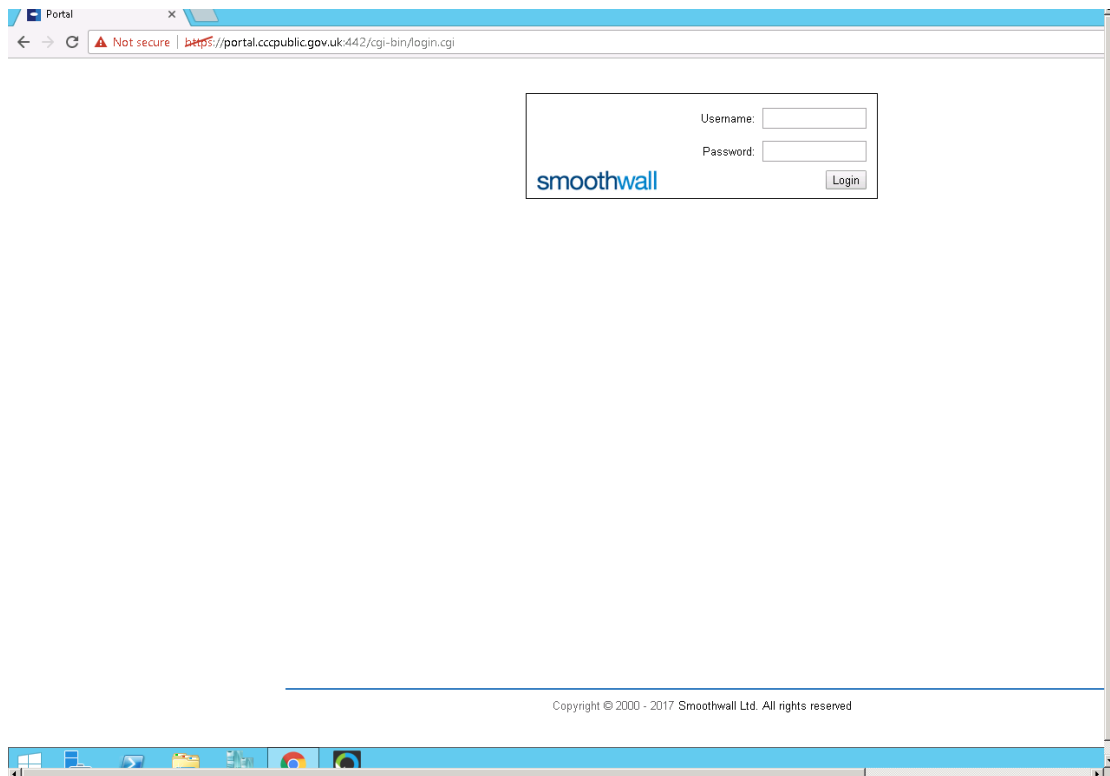 Portal
Not secure | https://portal.cccpublic.gov.uk:442/cgi-bin/login.cgi
Username:
Password:
smoothwall
Login
Copyright © 2000 - 2017 Smoothwall Ltd. All rights reserved